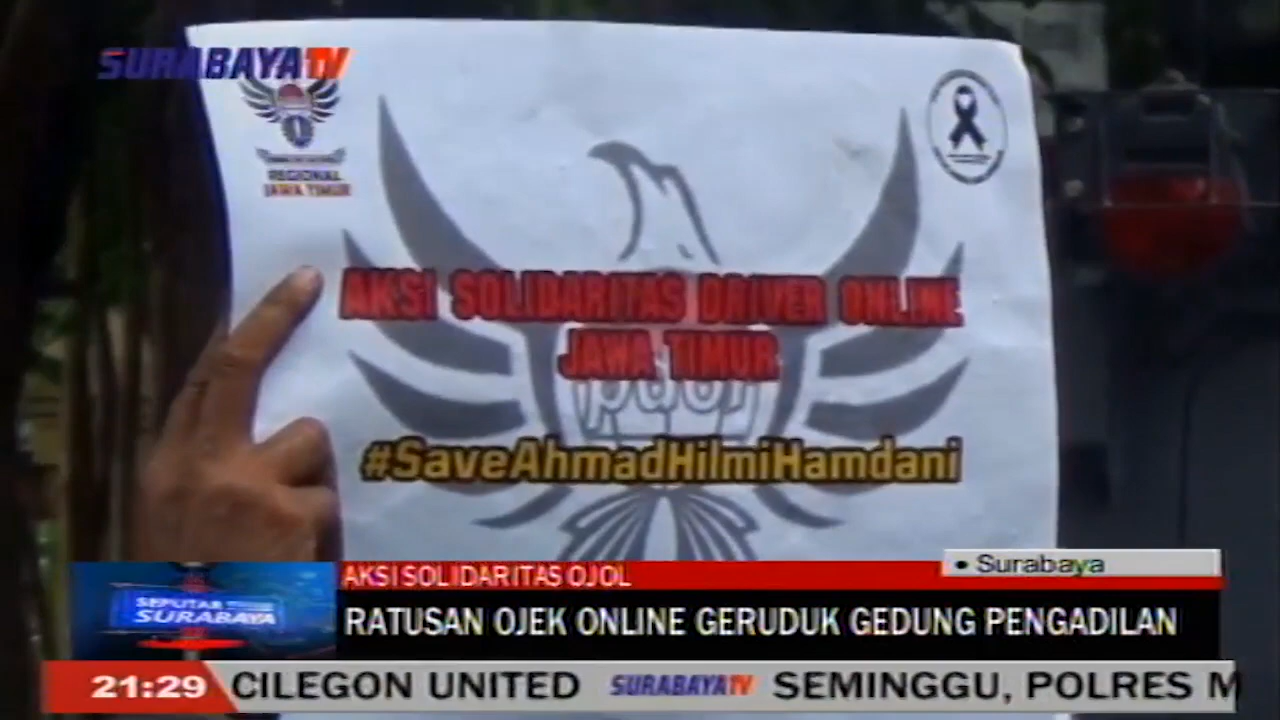 SURABAYATV
REGIONAL
JAWA TIMUR
AKSI SOLIDARITAS DRIVER ONLINE
JAWA TIMUR
#SaveAhmadHilmiHamdani
• Surabaya
AKSI SOLIDARITAS OJOL
SEPUTAR
SURABAYA
RATUSAN OJEK ONLINE GERUDUK GEDUNG PENGADILAN
21:29 CILEGON UNITED SURABAYATV SEMINGGU, POLRES M